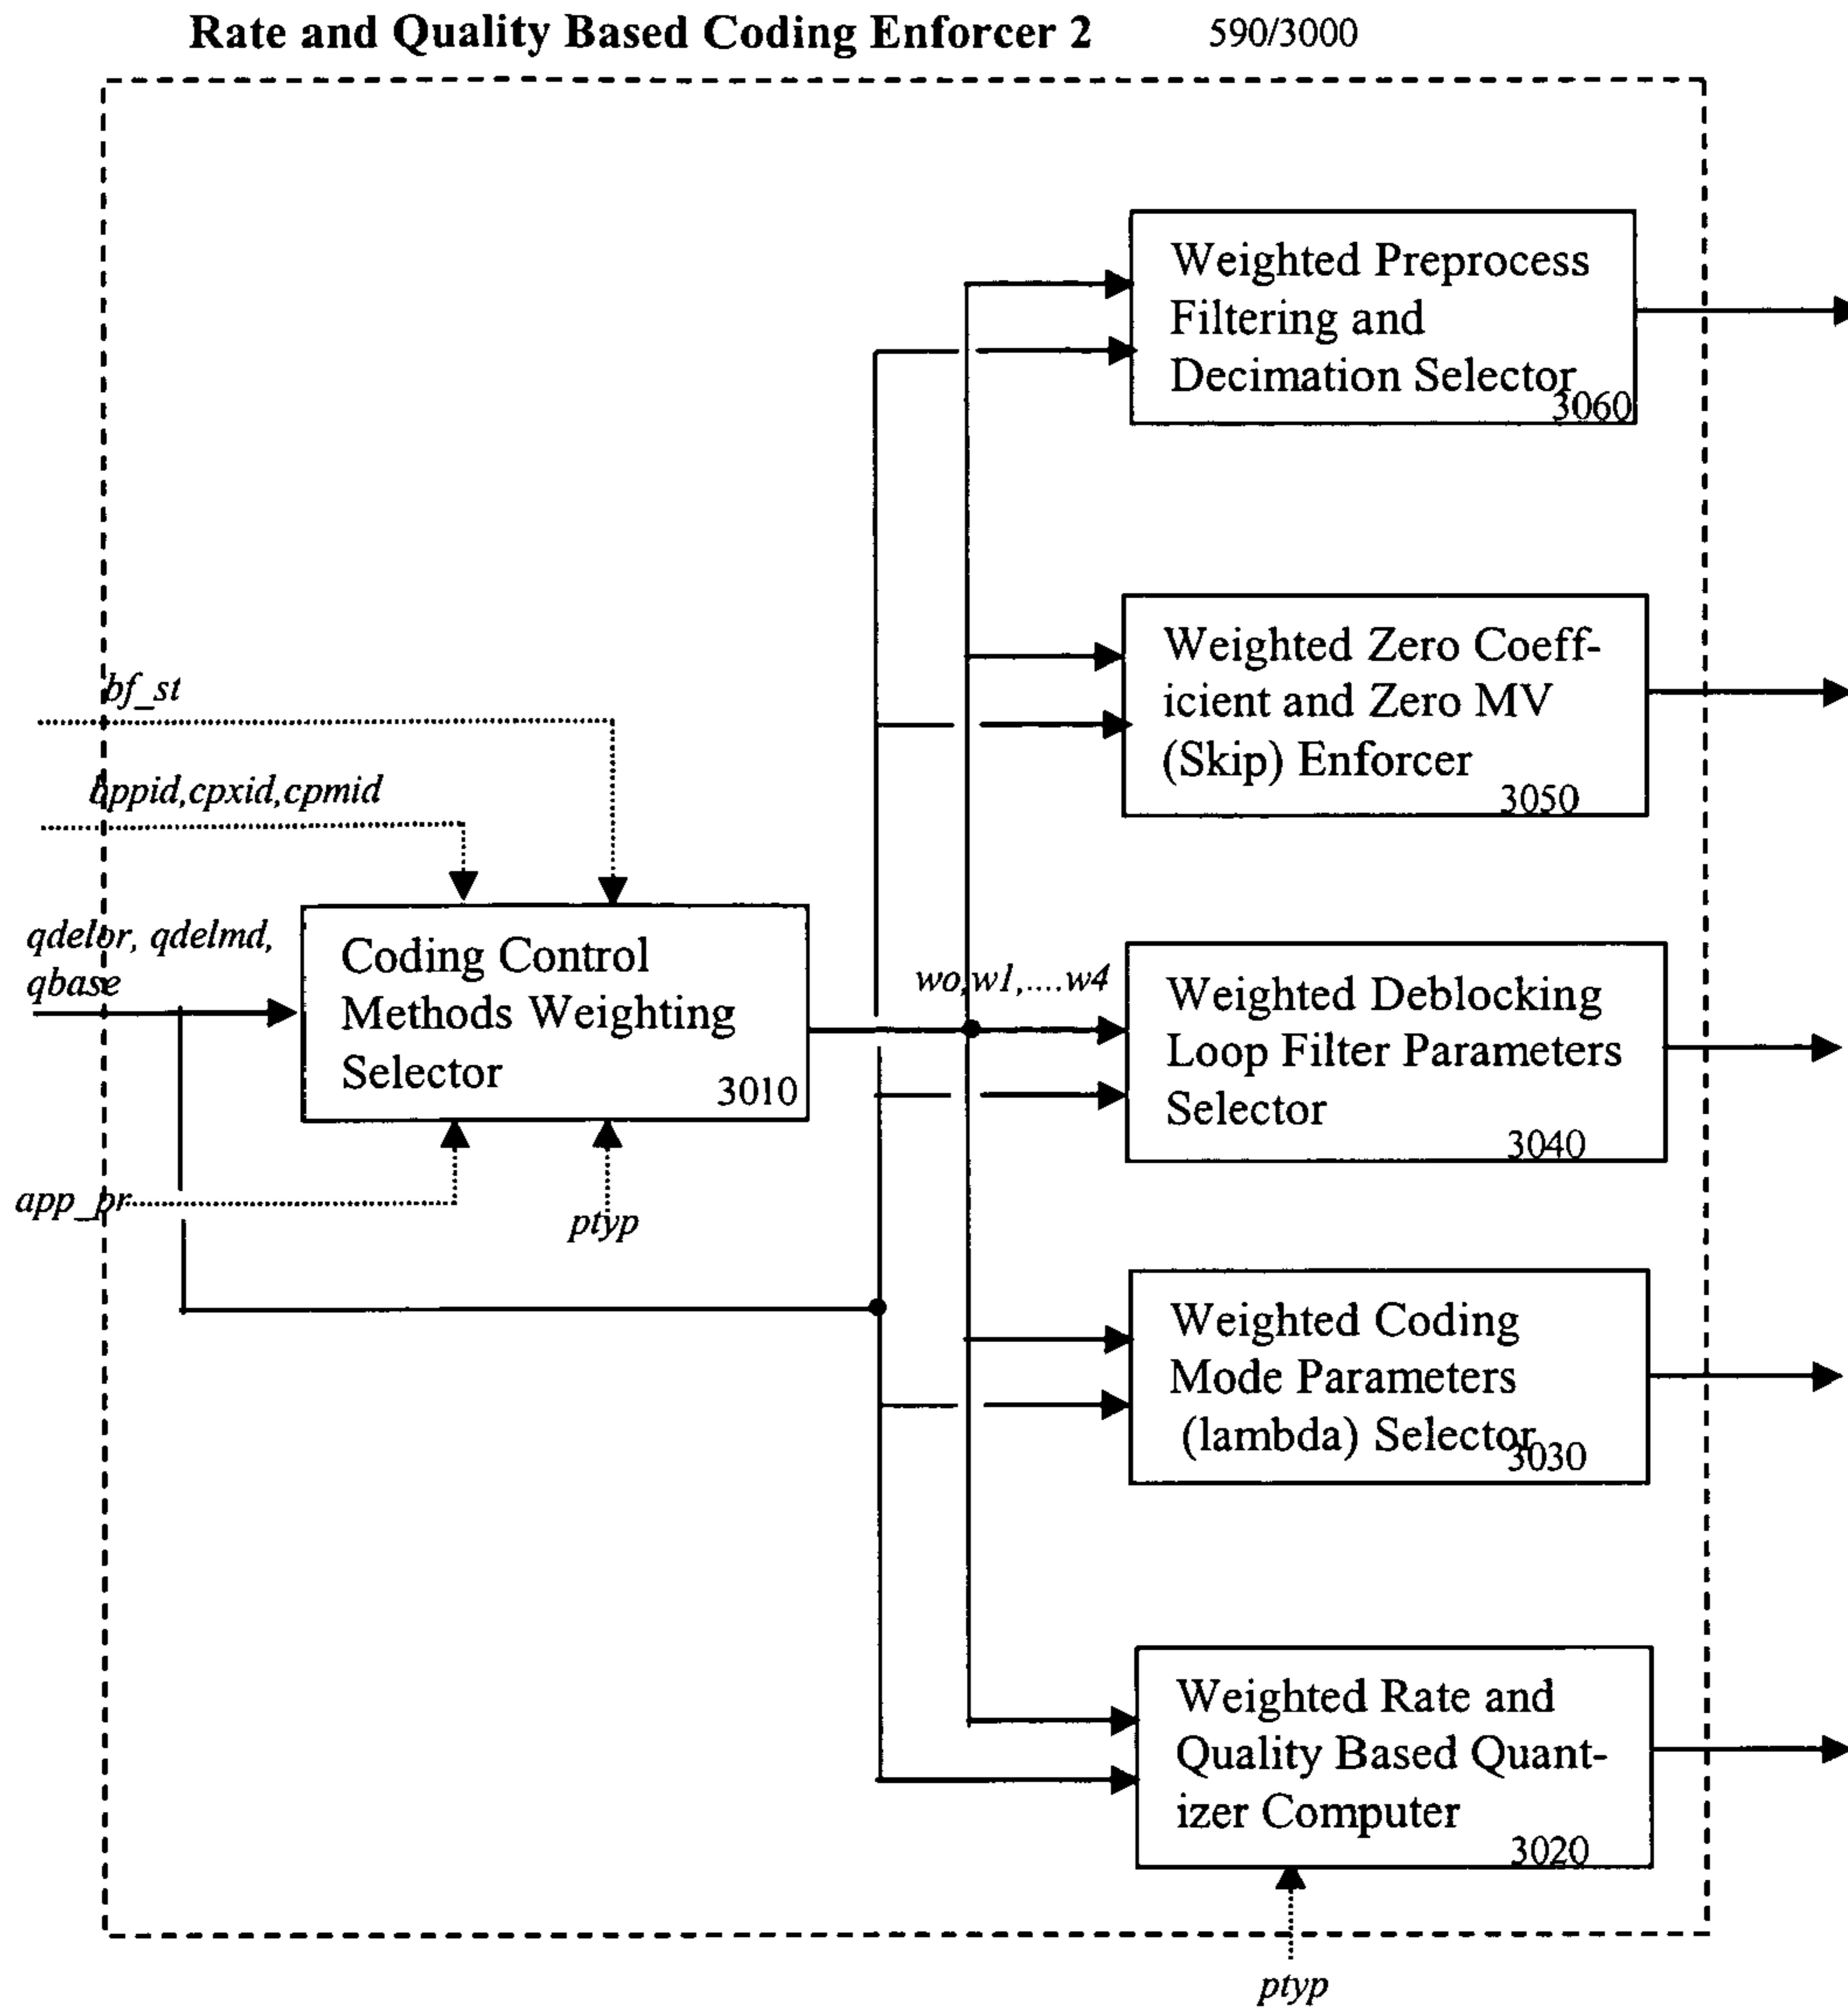 Rate and Quality Based Coding Enforcer 2 590/3000
Weighted Preprocess
Filtering and
Decimation Selector
3060
Weighted Zero Coeff-
icient and Zero MV
(Skip) Enforcer
3050
bf_st
bppid,cpxid,cpmid
qdelbr, qdelmd,
qbase
Coding Control
Methods Weighting
Selector
3010
wo,w1,....w4
Weighted Deblocking
Loop Filter Parameters
Selector
3040
app_pr
ptyp
Weighted Coding
Mode Parameters
(lambda) Selector
3030
Weighted Rate and
Quality Based Quant-
izer Computer
3020
ptyp